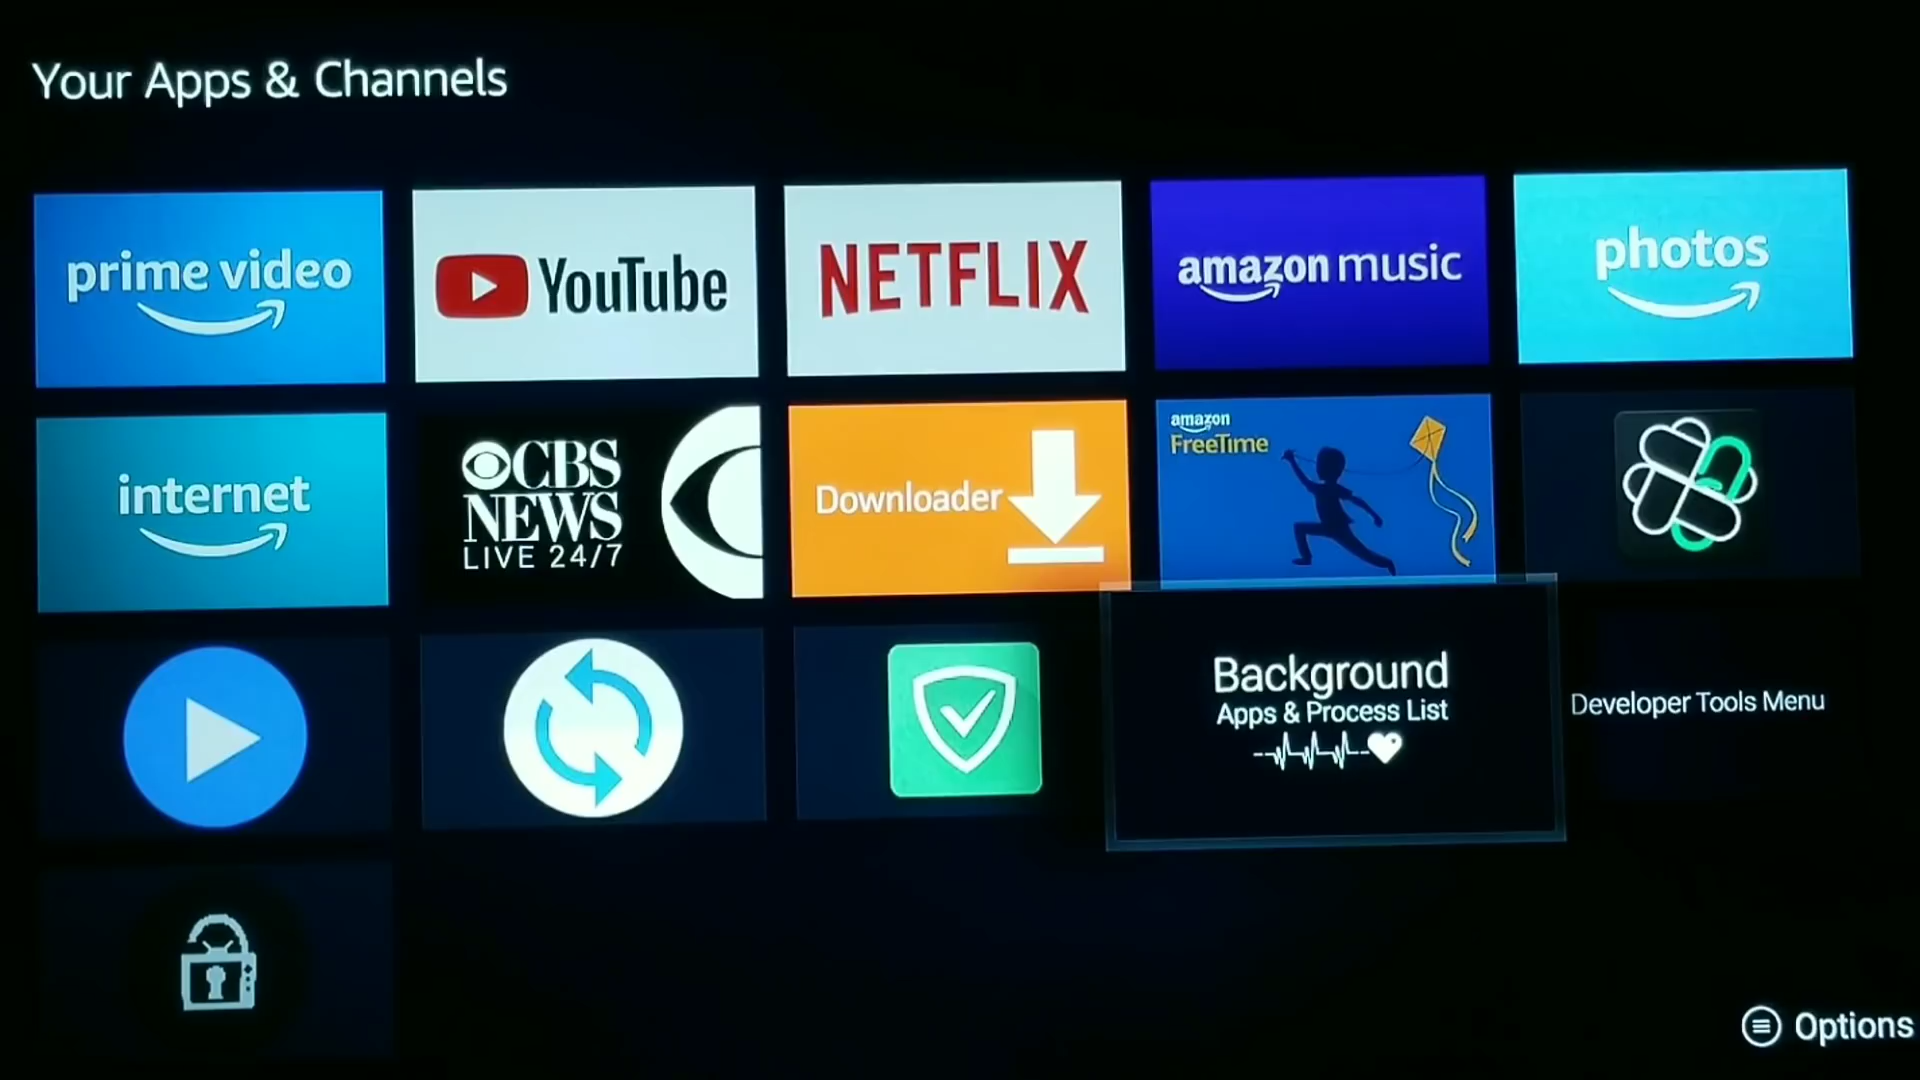 Your Apps & Channels
prime video
YouTube
NETFLIX
amazon music
photos
internet
CBS
NEWS
LIVE 24/7
Downloader
amazon
FreeTime
Background
Apps & Process List
Developer Tools Menu
Options